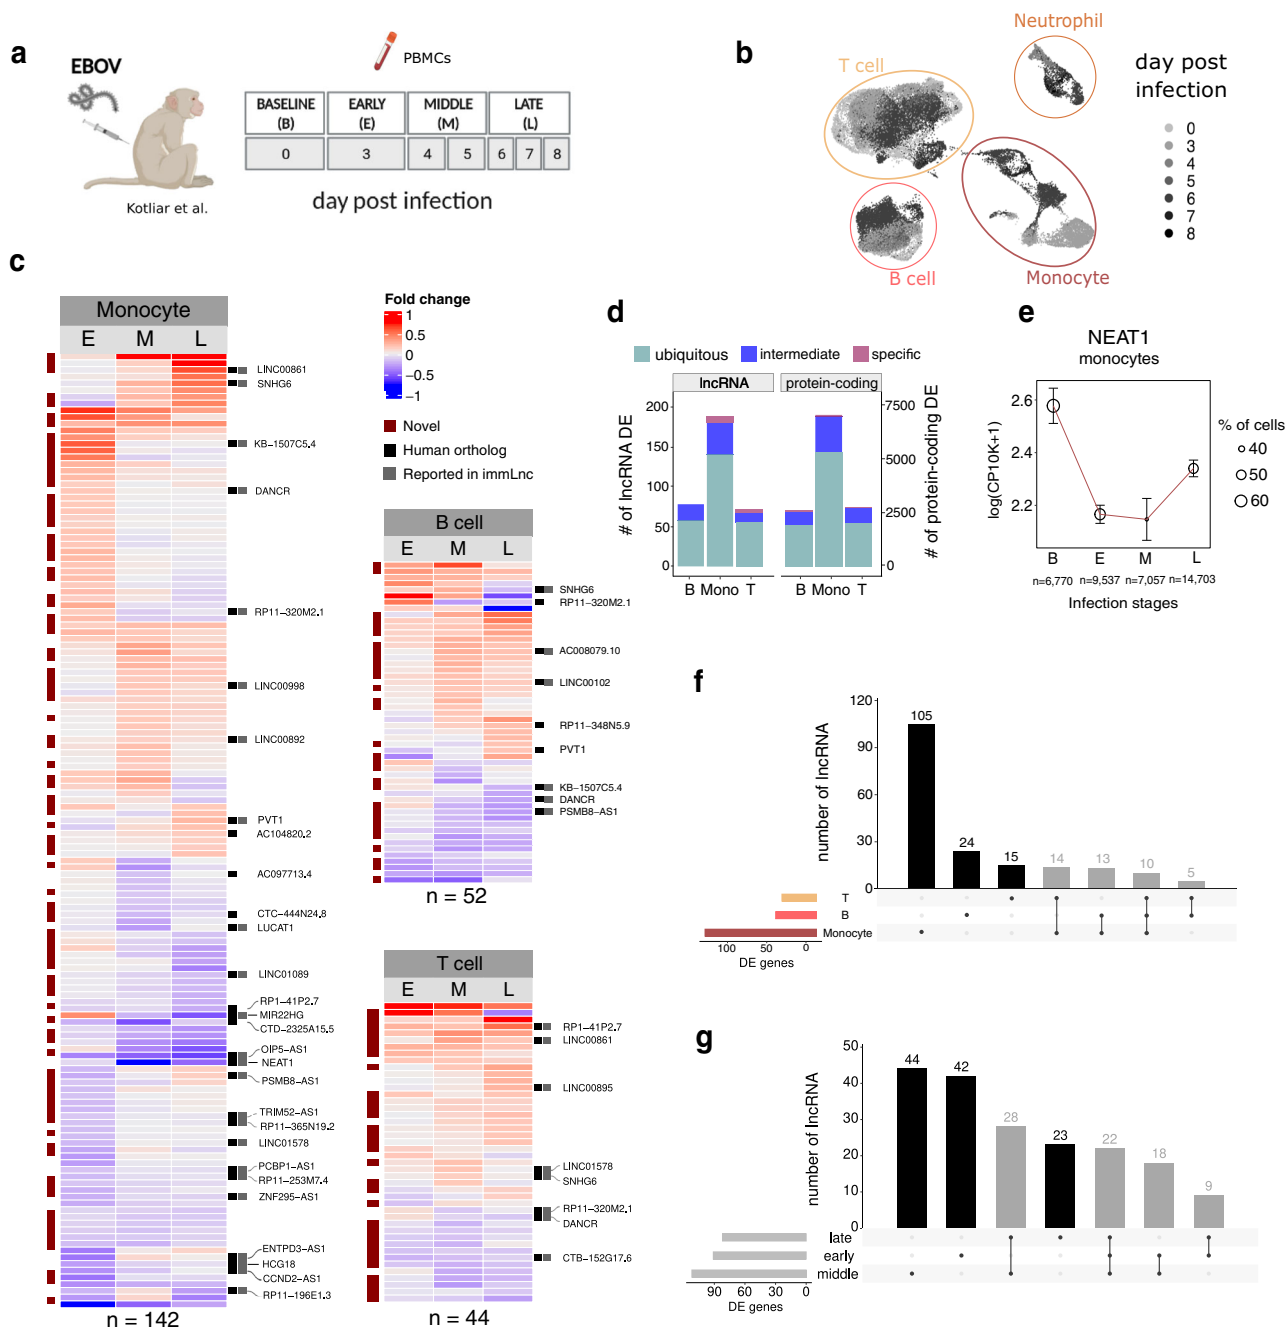 a
EBOV
PBMCs
BASELINE (B)
EARLY (E)
MIDDLE (M)
LATE (L)
0 3 4 5 6 7 8
day post infection
Kotliar et al.
b
T cell
Neutrophil
B cell
Monocyte
day post
infection
0
3
4
5
6
7
8
c
Monocyte
E M L
LINC00861
SNHG6
KB-1507C5.4
DANCR
RP11-320M2.1
LINC00998
LINC00892
PVT1
AC104820.2
AC097713.4
CTC-444N24.8
LUCAT1
LINC01089
RP1-41P2.7
MIR22HG
CTD-2325A15.5
OIP5-AS1
NEAT1
PSMB8-AS1
TRIM52-AS1
RP11-365N19.2
LINC01578
PCBP1-AS1
RP11-253M7.4
ZNF295-AS1
ENTPD3-AS1
HCG18
CCND2-AS1
RP11-196E1.3
n = 142
Fold change
1
0.5
0
-0.5
-1
Novel
Human ortholog
Reported in immLnc
B cell
E M L
SNHG6
RP11-320M2.1
AC008079.10
LINC00102
RP11-348N5.9
PVT1
KB-1507C5.4
DANCR
PSMB8-AS1
n = 52
T cell
E M L
RP1-41P2.7
LINC00861
LINC00895
LINC01578
SNHG6
RP11-320M2.1
DANCR
CTB-152G17.6
n = 44
d
ubiquitous intermediate specific
lncRNA protein-coding
# of lncRNA DE
200
150
100
50
0
# of protein-coding DE
7500
5000
2500
0
B Mono T B Mono T
e
NEAT1
monocytes
log(CP10K+1)
2.6
2.4
2.2
B E M L
n=6,770 n=9,537 n=7,057 n=14,703
Infection stages
% of cells
40
50
60
f
number of lncRNA
120
90
60
30
0
105 24 15 14 13 10 5
T
B
Monocyte
100 50 0
DE genes
g
number of lncRNA
50
40
30
20
10
0
44 42 28 23 22 18 9
late
early
middle
90 60 30 0
DE genes